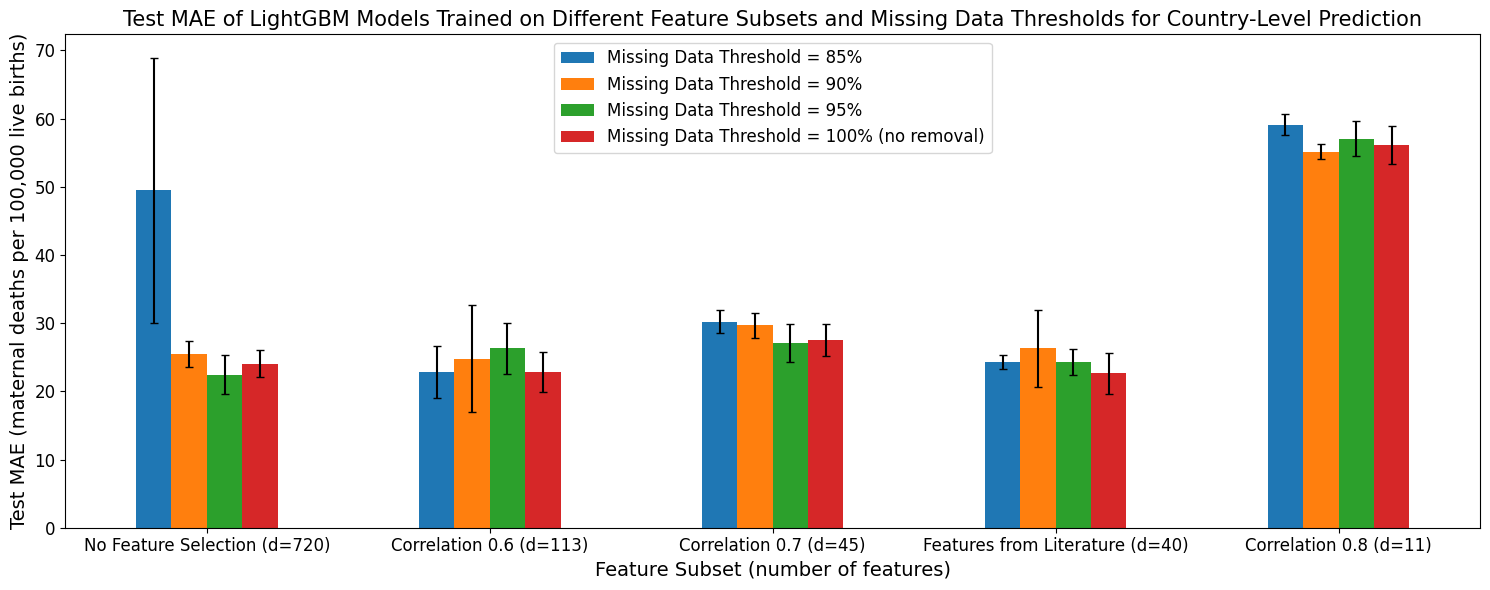 Test MAE of LightGBM Models Trained on Different Feature Subsets and Missing Data Thresholds for Country-Level Prediction
Test MAE (maternal deaths per 100,000 live births)
70
60
50
40
30
20
10
0
Missing Data Threshold = 85%
Missing Data Threshold = 90%
Missing Data Threshold = 95%
Missing Data Threshold = 100% (no removal)
No Feature Selection (d=720)
Correlation 0.6 (d=113)
Correlation 0.7 (d=45)
Features from Literature (d=40)
Correlation 0.8 (d=11)
Feature Subset (number of features)